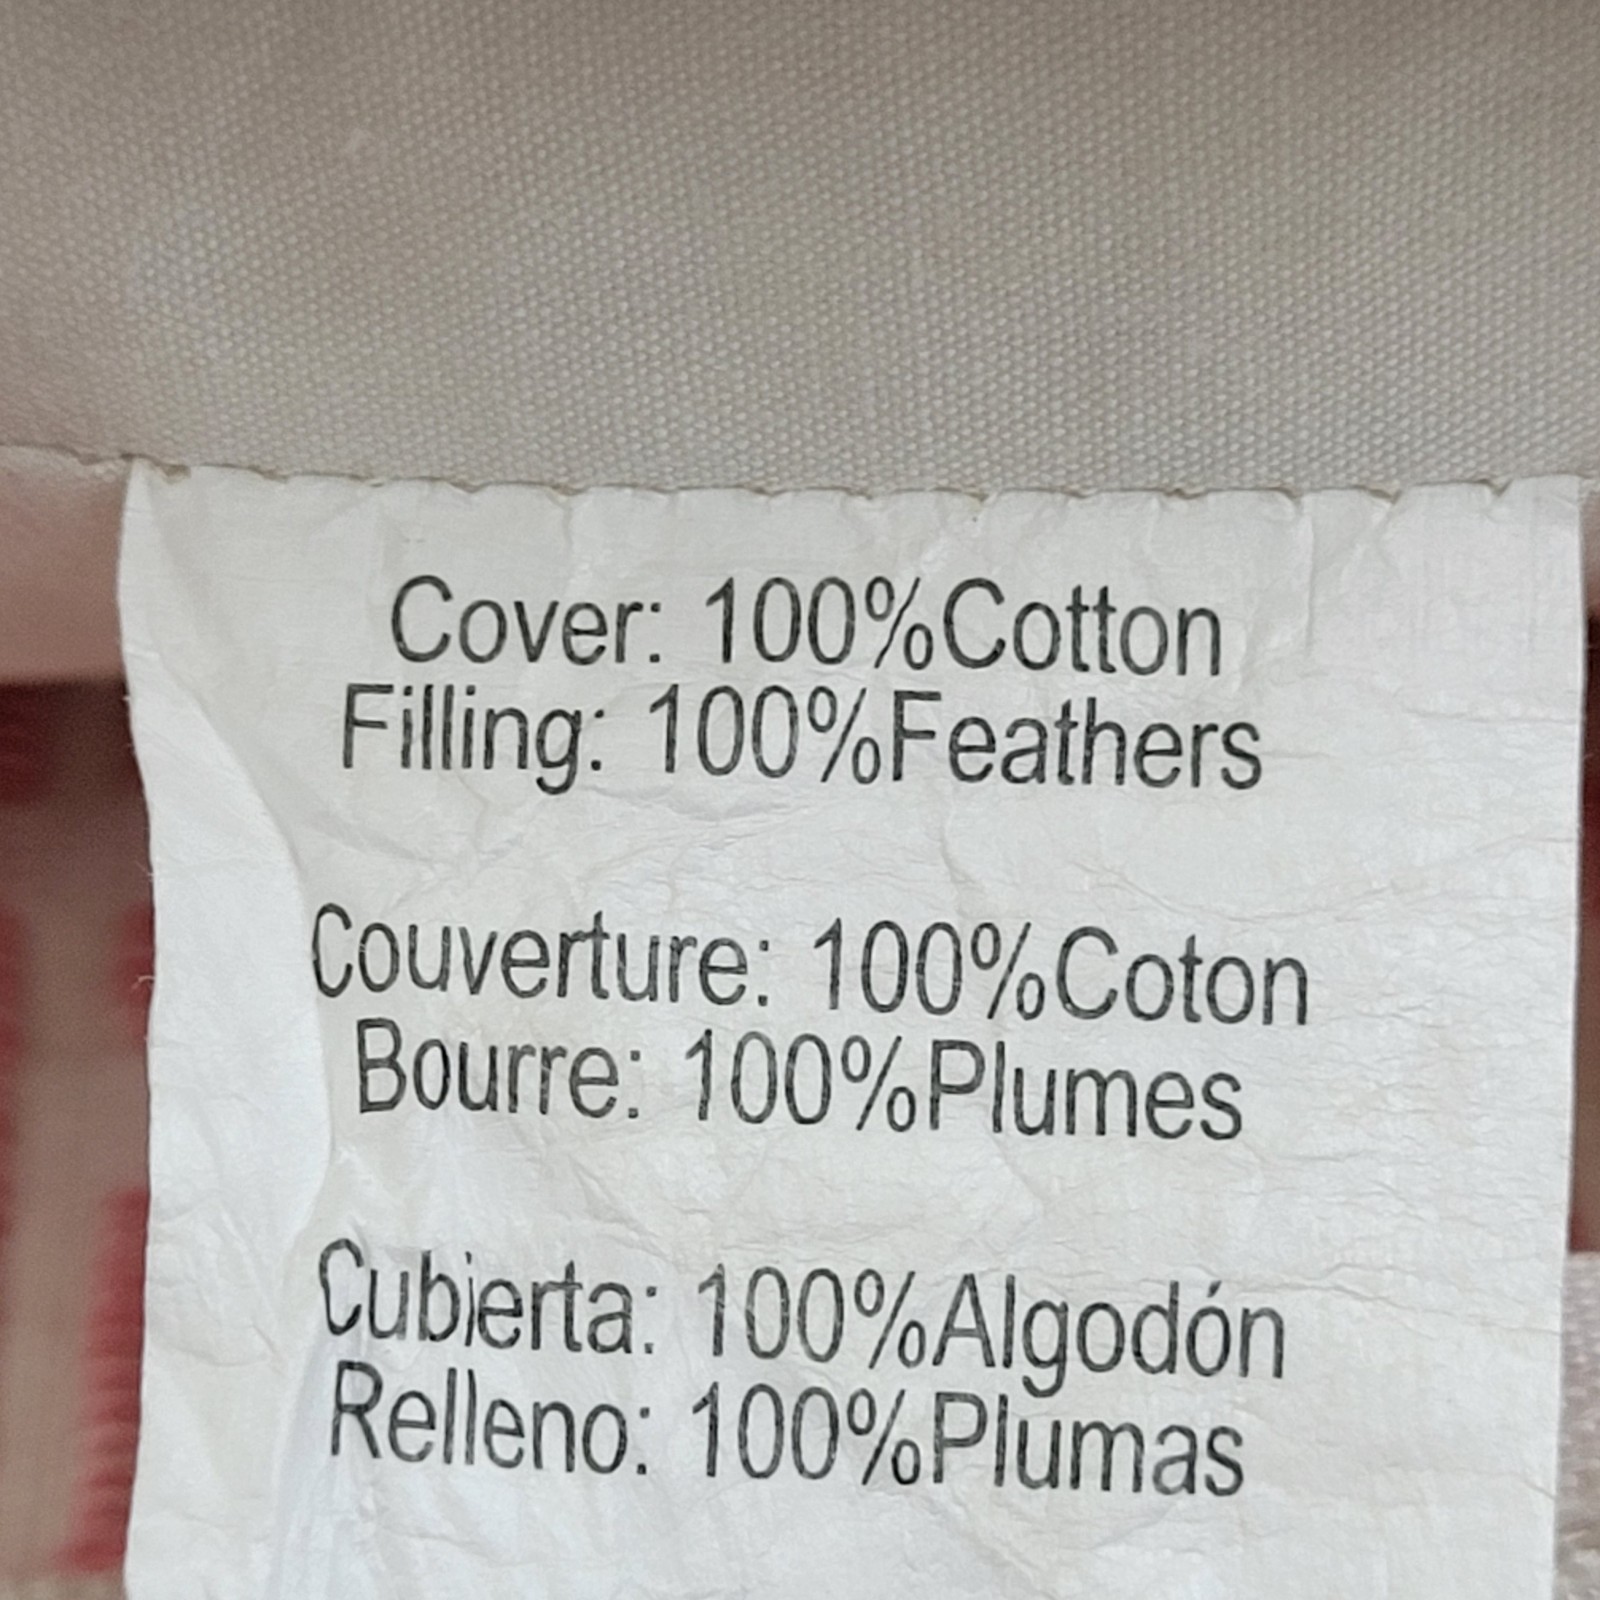 Cover: 100%Cotton
Filling: 100%Feathers
Couverture: 100%Coton
Bourre: 100%Plumes
Cubierta: 100%Algodón
Relleno: 100%Plumas